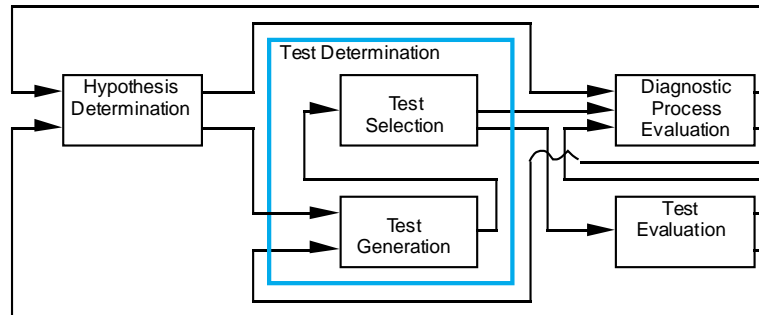 Test Determination
Hypothesis
Determination
Test
Selection
Diagnostic
Process
Evaluation
Test
Generation
Test
Evaluation